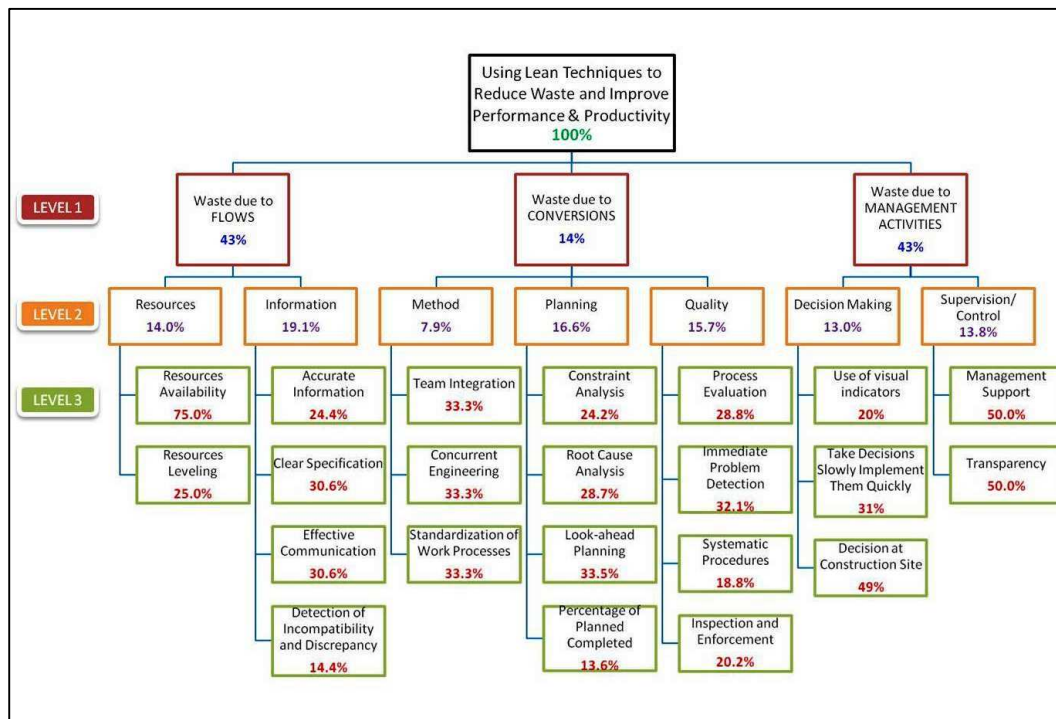 Using Lean Techniques to
Reduce Waste and Improve
Performance & Productivity
100%
LEVEL 1
Waste due to
FLOWS
43%
Waste due to
CONVERSIONS
14%
Waste due to
MANAGEMENT
ACTIVITIES
43%
LEVEL 2
Resources
14.0%
Information
19.1%
Method
7.9%
Planning
16.6%
Quality
15.7%
Decision Making
13.0%
Supervision/
Control
13.8%
LEVEL 3
Resources
Availability
75.0%
Resources
Leveling
25.0%
Accurate
Information
24.4%
Clear Specification
30.6%
Effective
Communication
30.6%
Detection of
Incompatibility
and Discrepancy
14.4%
Team Integration
33.3%
Concurrent
Engineering
33.3%
Standardization of
Work Processes
33.3%
Constraint
Analysis
24.2%
Root Cause
Analysis
28.7%
Look-ahead
Planning
33.5%
Percentage of
Planned
Completed
13.6%
Process
Evaluation
28.8%
Immediate
Problem
Detection
32.1%
Systematic
Procedures
18.8%
Inspection and
Enforcement
20.2%
Use of visual
indicators
20%
Take Decisions
Slowly Implement
Them Quickly
31%
Decision at
Construction Site
49%
Management
Support
50.0%
Transparency
50.0%